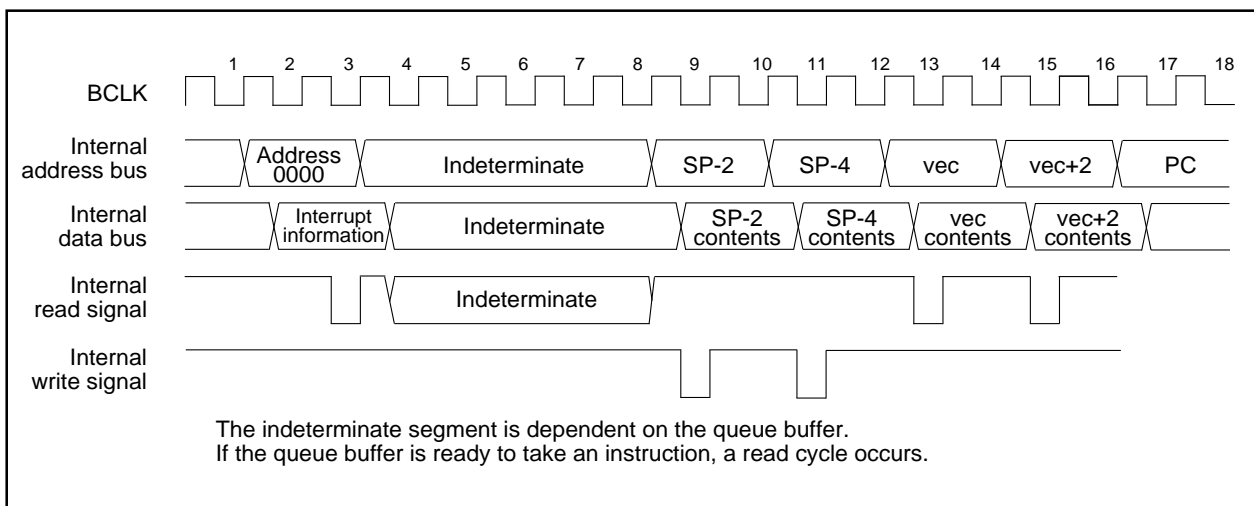 1 2 3 4 5 6 7 8 9 10 11 12 13 14 15 16 17 18
BCLK
Internal
address bus
Address
0000
Indeterminate
SP-2
SP-4
vec
vec+2
PC
Internal
data bus
Interrupt
information
Indeterminate
SP-2
contents
SP-4
contents
vec
contents
vec+2
contents
Internal
read signal
Indeterminate
Internal
write signal
The indeterminate segment is dependent on the queue buffer.
If the queue buffer is ready to take an instruction, a read cycle occurs.